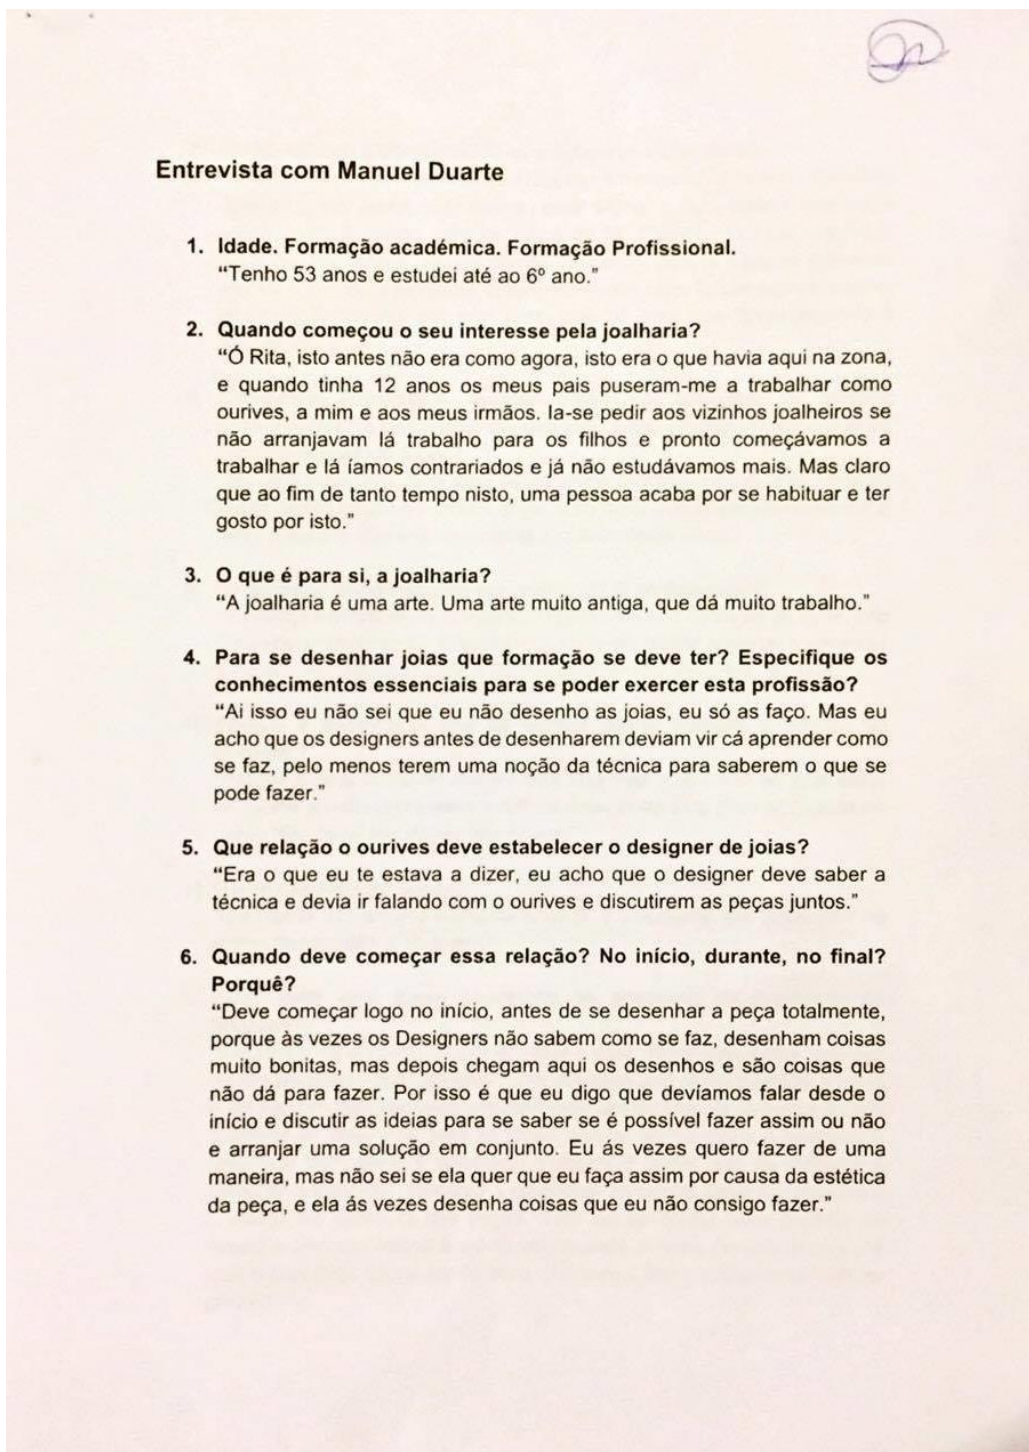 Entrevista com Manuel Duarte
1. Idade. Formação académica. Formação Profissional.
“Tenho 53 anos e estudei até ao 6º ano.”
2. Quando começou o seu interesse pela joalharia?
“Ó Rita, isto antes não era como agora, isto era o que havia aqui na zona,
e quando tinha 12 anos os meus pais puseram-me a trabalhar como
ourives, a mim e aos meus irmãos. Ia-se pedir aos vizinhos joalheiros se
não arranjavam lá trabalho para os filhos e pronto começávamos a
trabalhar e lá íamos contrariados e já não estudávamos mais. Mas claro
que ao fim de tanto tempo nisto, uma pessoa acaba por se habituar e ter
gosto por isto.”
3. O que é para si, a joalharia?
“A joalharia é uma arte. Uma arte muito antiga, que dá muito trabalho.”
4. Para se desenhar joias que formação se deve ter? Especifique os
conhecimentos essenciais para se poder exercer esta profissão?
“Ai isso eu não sei que eu não desenho as joias, eu só as faço. Mas eu
acho que os designers antes de desenharem deviam vir cá aprender como
se faz, pelo menos terem uma noção da técnica para saberem o que se
pode fazer.”
5. Que relação o ourives deve estabelecer o designer de joias?
“Era o que eu te estava a dizer, eu acho que o designer deve saber a
técnica e devia ir falando com o ourives e discutirem as peças juntos.”
6. Quando deve começar essa relação? No início, durante, no final?
Porquê?
“Deve começar logo no início, antes de se desenhar a peça totalmente,
porque às vezes os Designers não sabem como se faz, desenham coisas
muito bonitas, mas depois chegam aqui os desenhos e são coisas que
não dá para fazer. Por isso é que eu digo que devíamos falar desde o
início e discutir as ideias para se saber se é possível fazer assim ou não
e arranjar uma solução em conjunto. Eu ás vezes quero fazer de uma
maneira, mas não sei se ela quer que eu faça assim por causa da estética
da peça, e ela ás vezes desenha coisas que eu não consigo fazer.”